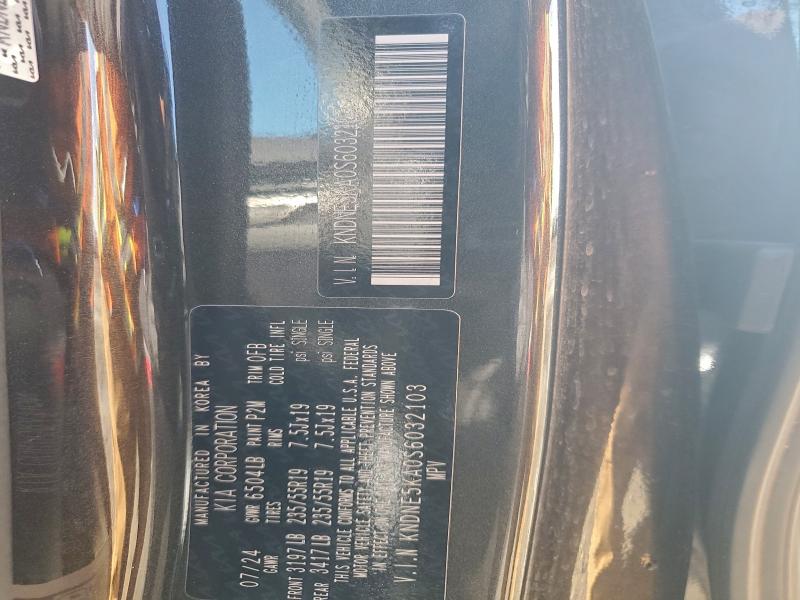 MANUFACTURED IN KOREA BY
KIA CORPORATION
07/24 GWR 6504LB PAINT P2M TRIM OFB
GAWR TIRES RIMS COLD TIRE INFL
FRONT 3197LB 235/55R19 7.5Jx19 psi SINGLE
REAR 3417LB 235/55R19 7.5Jx19 psi SINGLE
THIS VEHICLE CONFORMS TO ALL APPLICABLE U.S.A. FEDERAL
MOTOR VEHICLE SAFETY AND THEFT PREVENTION STANDARDS
IN EFFECT ON THE DATE OF MANUFACTURE SHOWN ABOVE
V.I.N KNDNE5KA0S6032103
MPV
V.I.N. KNDNE5KA0S6032103